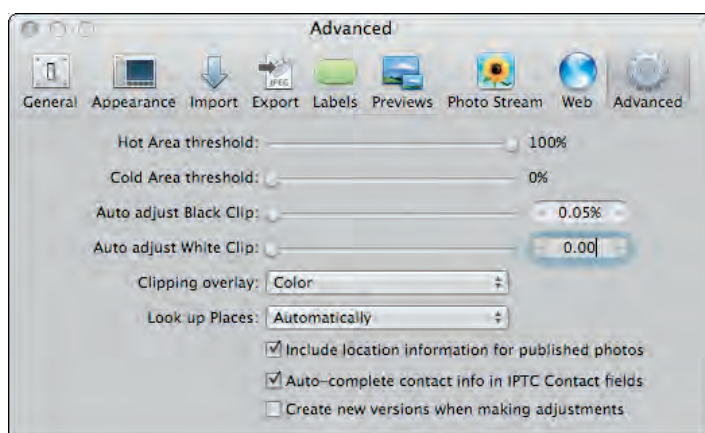 Advanced
JPEG
General Appearance Import Export Labels Previews Photo Stream Web Advanced
Hot Area threshold: 100%
Cold Area threshold: 0%
Auto adjust Black Clip: 0.05%
Auto adjust White Clip: 0.00
Clipping overlay: Color
Look up Places: Automatically
Include location information for published photos
Auto-complete contact info in IPTC Contact fields
Create new versions when making adjustments